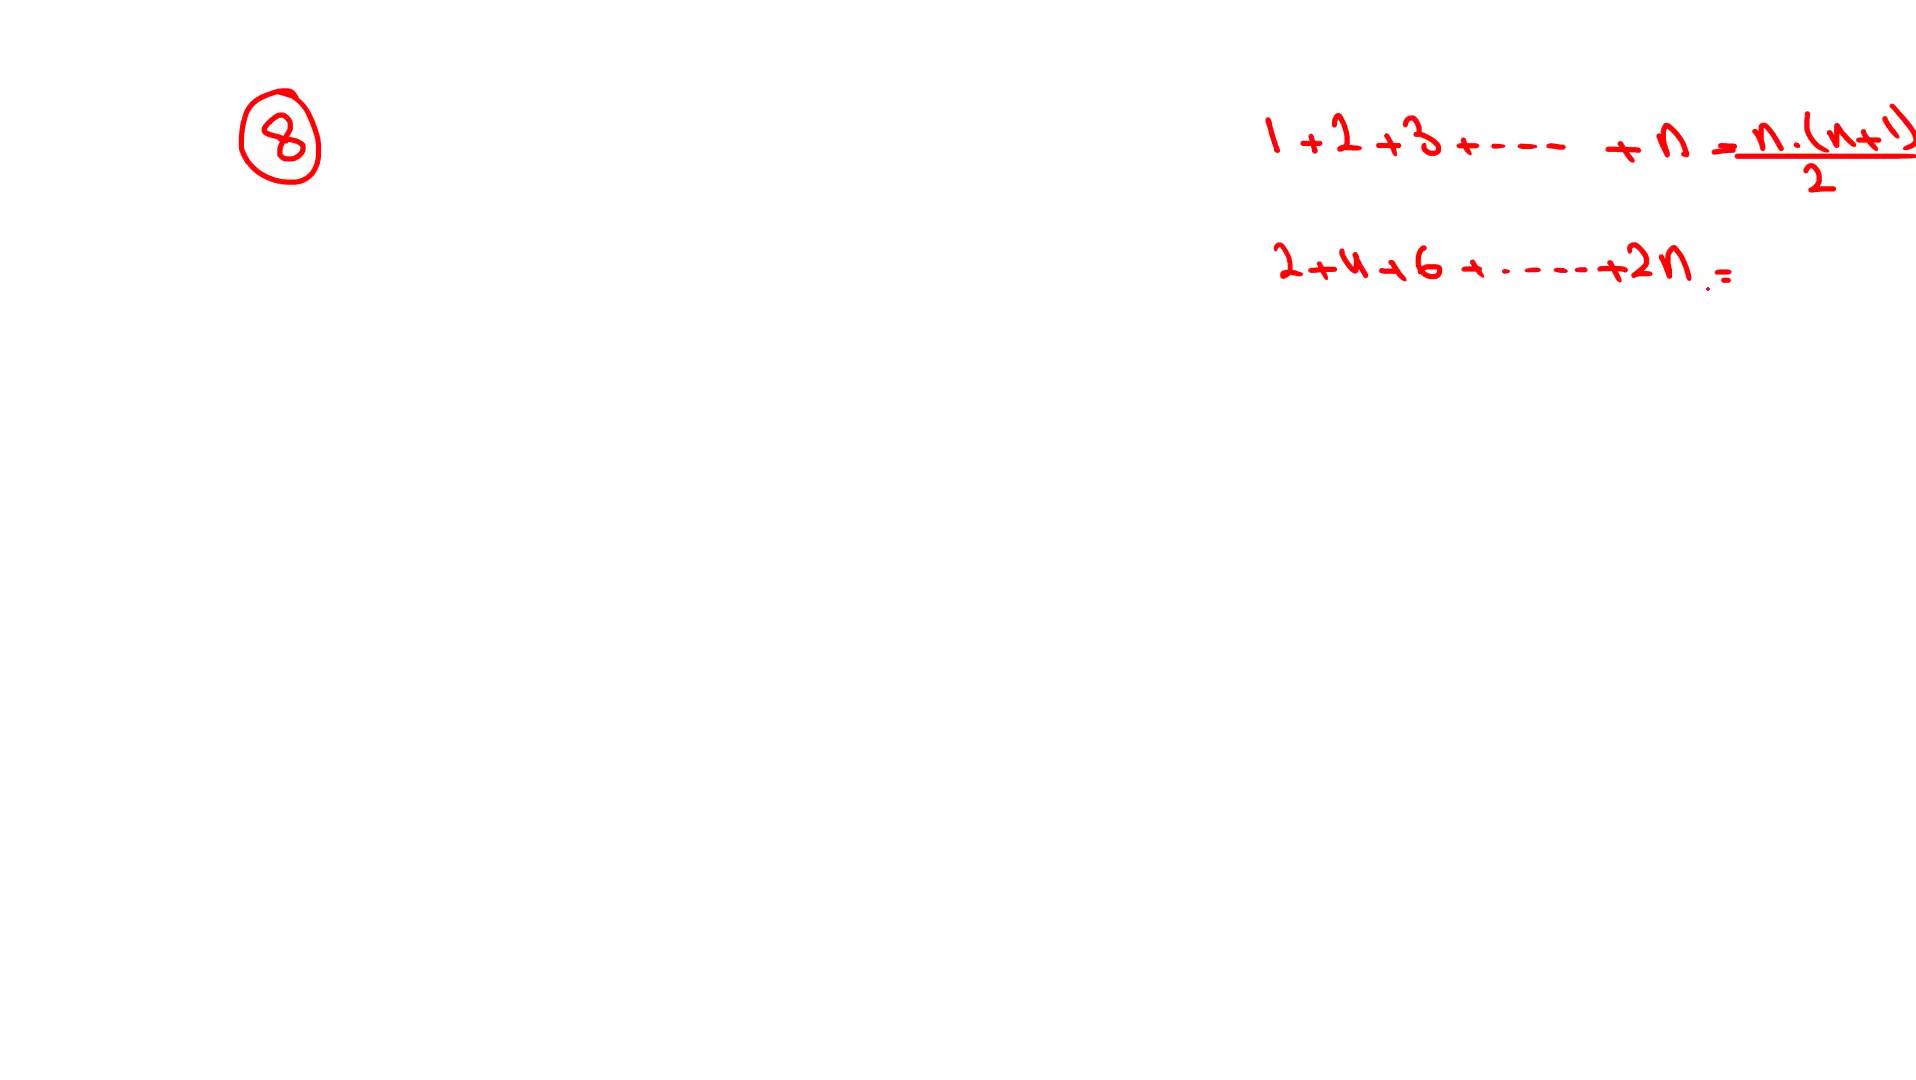 8
1 + 2 + 3 + ---- + n = n.(n+1)/2
2 + 4 + 6 + .---- + 2n =